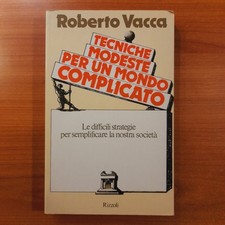 Roberto Vacca
TECNICHE
MODESTE
PER UN MONDO
COMPLICATO
Le difficili strategie
per semplificare la nostra società
Rizzoli